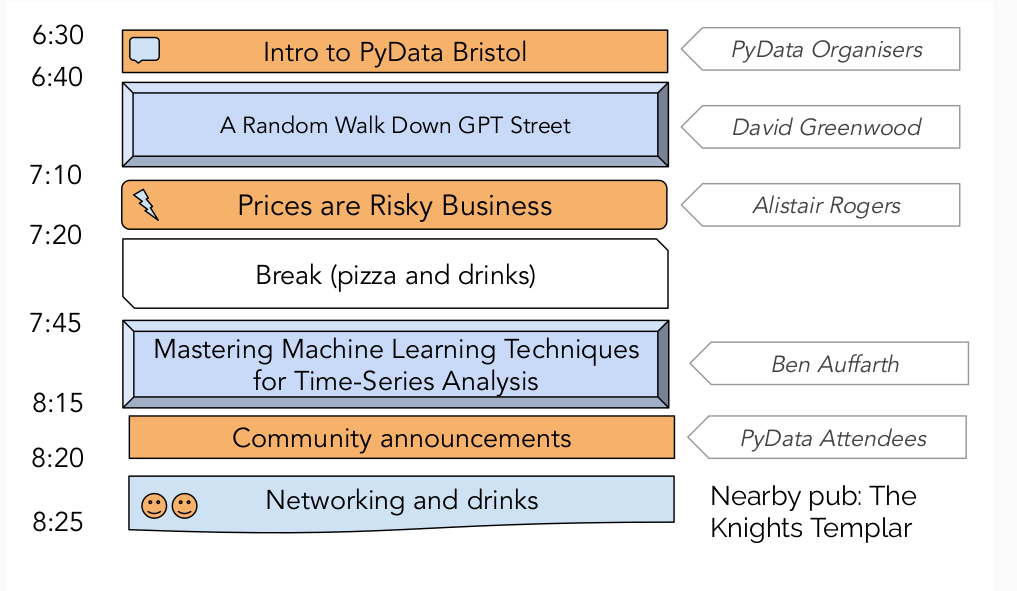 6:30
Intro to PyData Bristol
PyData Organisers
6:40
A Random Walk Down GPT Street
David Greenwood
7:10
Prices are Risky Business
Alistair Rogers
7:20
Break (pizza and drinks)
7:45
Mastering Machine Learning Techniques
for Time-Series Analysis
Ben Auffarth
8:15
Community announcements
PyData Attendees
8:20
Networking and drinks
Nearby pub: The
Knights Templar
8:25